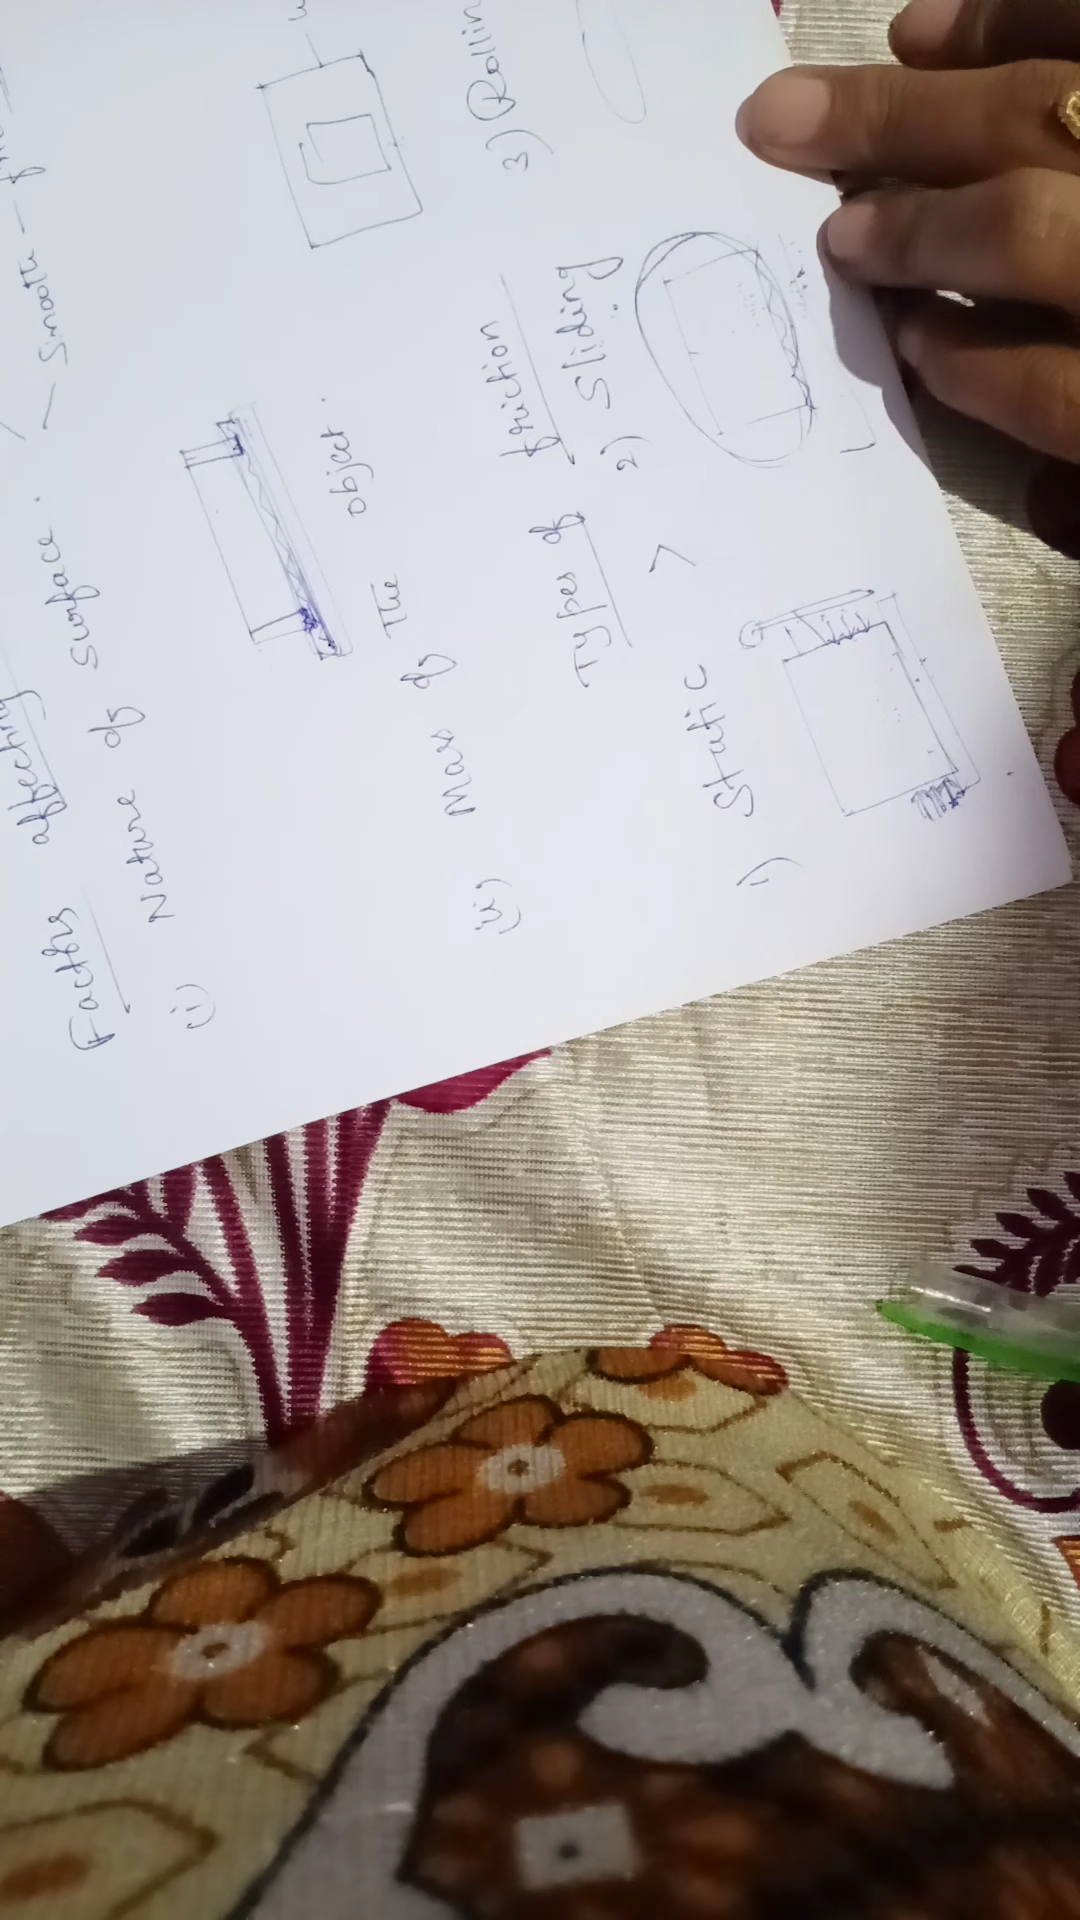 Factors affecting
(i) Nature of Surface. - Smooth -
(ii) Mass of The object.
Types of friction
1) Static > 2) Sliding 3) Rollin